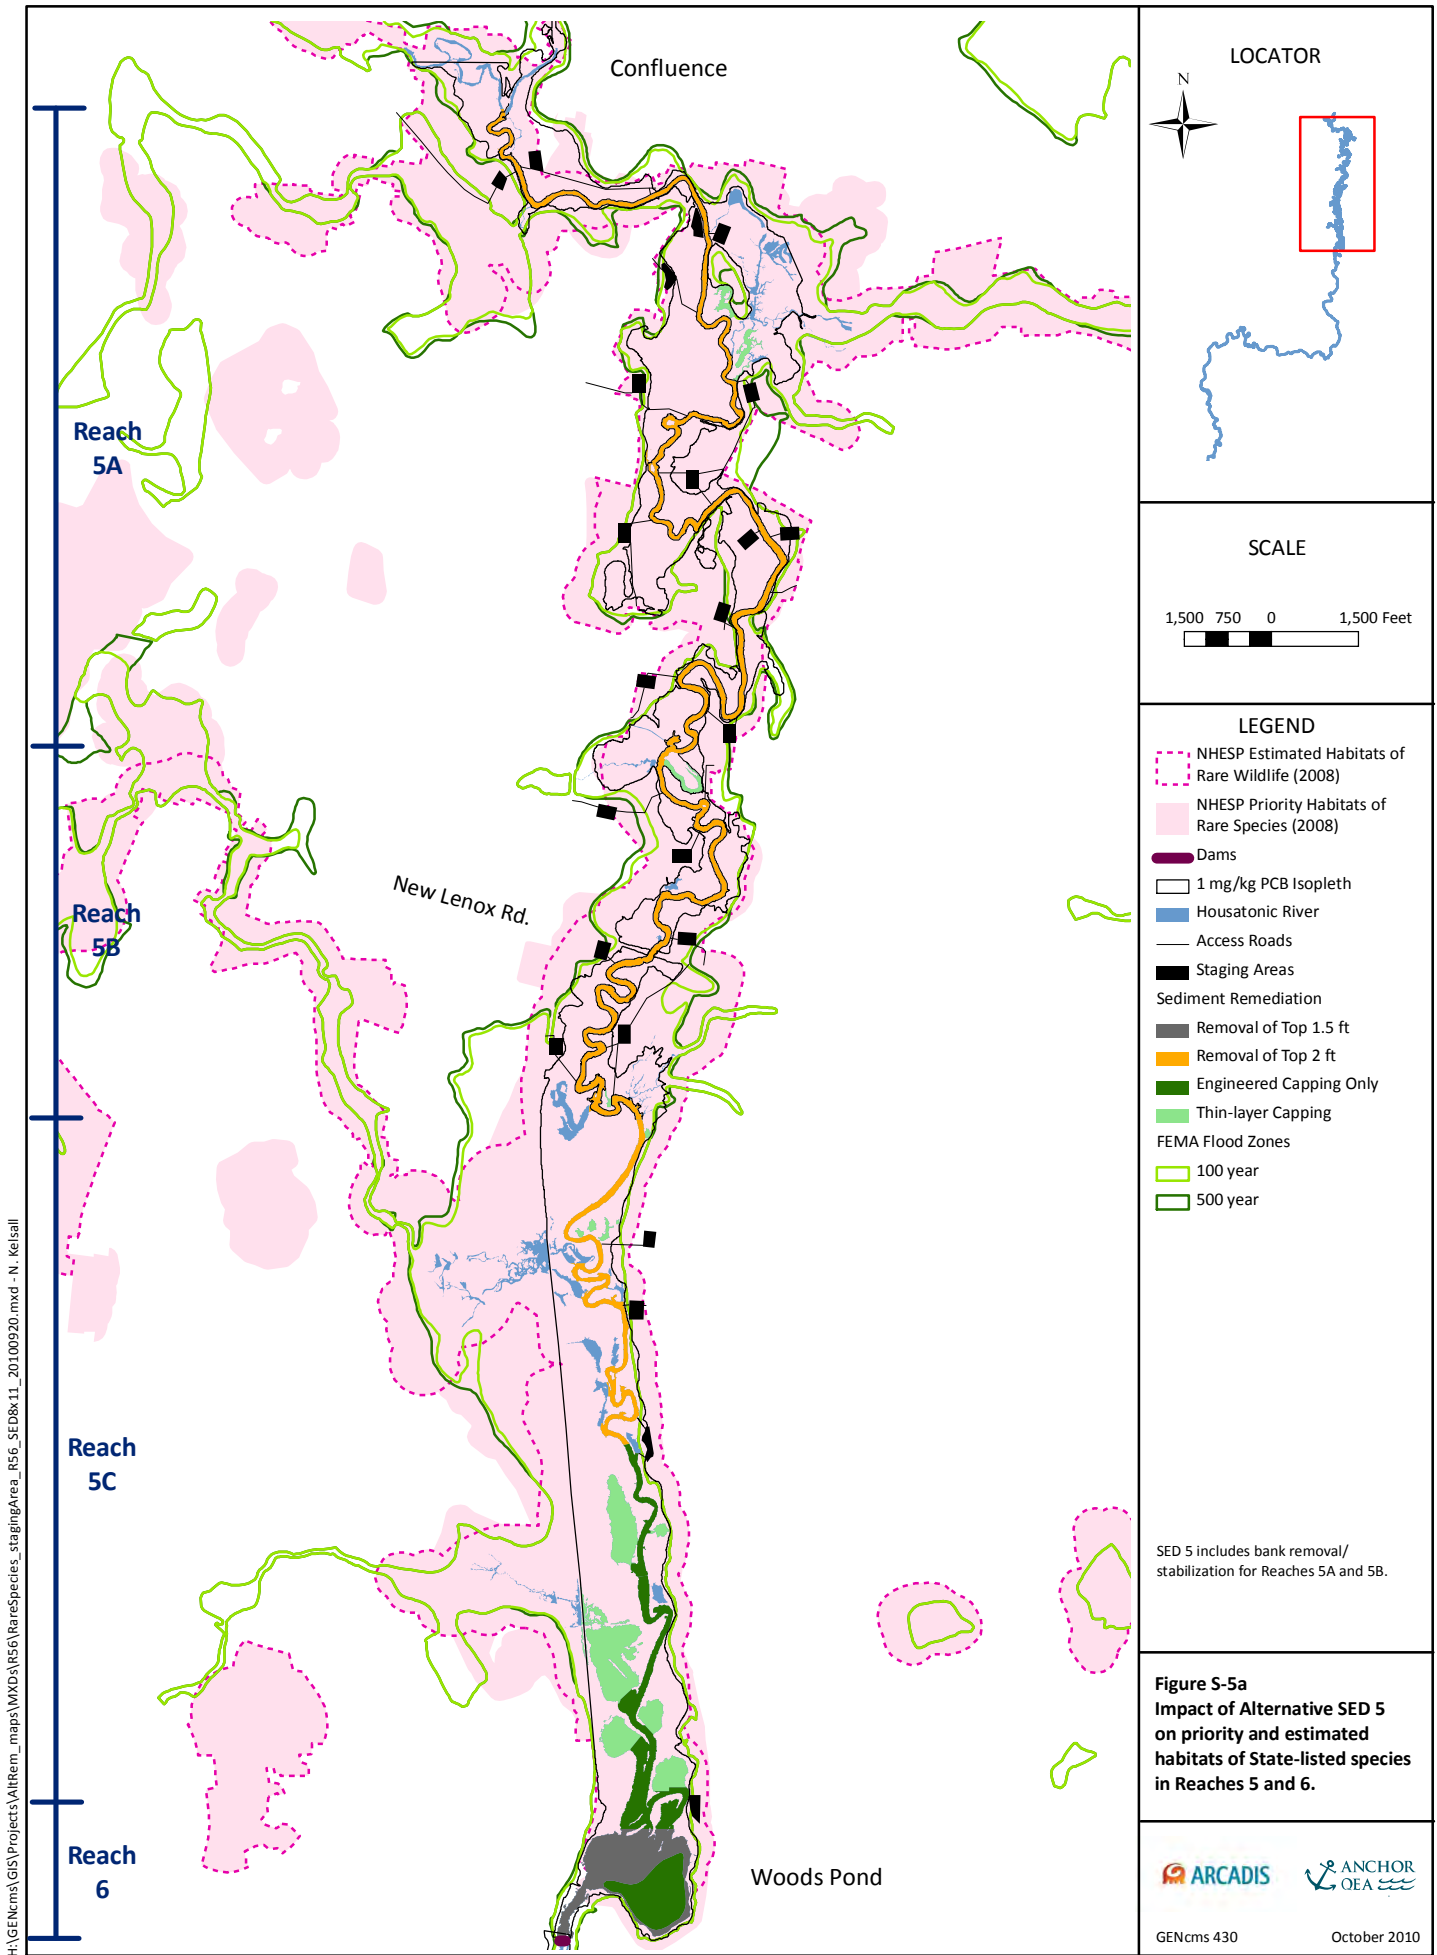 Confluence
Reach
5A
New Lenox Rd.
Reach
5B
Reach
5C
Reach
6
Woods Pond
H:\GENcms\GIS\Projects\AltRem_maps\MXDs\R56\RareSpecies_stagingArea_R56_SED8x11_20100920.mxd - N. Kelsall
LOCATOR
N
SCALE
1,500 750 0 1,500 Feet
LEGEND
NHESP Estimated Habitats of
Rare Wildlife (2008)
NHESP Priority Habitats of
Rare Species (2008)
Dams
1 mg/kg PCB Isopleth
Housatonic River
Access Roads
Staging Areas
Sediment Remediation
Removal of Top 1.5 ft
Removal of Top 2 ft
Engineered Capping Only
Thin-layer Capping
FEMA Flood Zones
100 year
500 year
SED 5 includes bank removal/
stabilization for Reaches 5A and 5B.
Figure S-5a
Impact of Alternative SED 5
on priority and estimated
habitats of State-listed species
in Reaches 5 and 6.
ARCADIS
ANCHOR
QEA
GENcms 430 October 2010